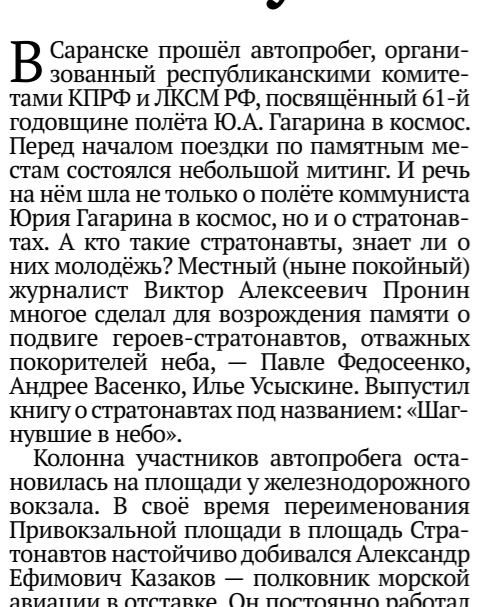 В Саранске прошёл автопробег, органи-
зованный республиканскими комите-
тами КПРФ и ЛКСМ РФ, посвящённый 61-й
годовщине полёта Ю.А. Гагарина в космос.
Перед началом поездки по памятным ме-
стам состоялся небольшой митинг. И речь
на нём шла не только о полёте коммуниста
Юрия Гагарина в космос, но и о стратонав-
тах. А кто такие стратонавты, знает ли о
них молодёжь? Местный (ныне покойный)
журналист Виктор Алексеевич Пронин
многое сделал для возрождения памяти о
подвиге героев-стратонавтов, отважных
покорителей неба, — Павле Федосеенко,
Андрее Васенко, Илье Усыскине. Выпустил
книгу о стратонавтах под названием: «Шаг-
нувшие в небо».
Колонна участников автопробега оста-
новилась на площади у железнодорожного
вокзала. В своё время переименования
Привокзальной площади в площадь Стра-
тонавтов настойчиво добивался Александр
Ефимович Казаков — полковник морской
авиации в отставке. Он постоянно работал